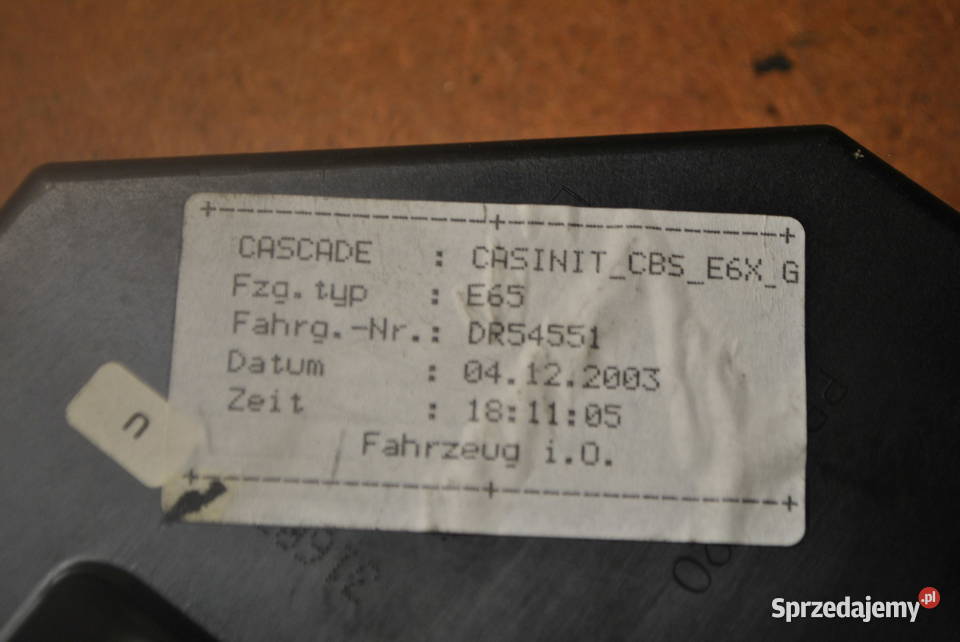 +----------------+----------------+
CASCADE : CASINIT_CBS_E6X_G
Fzg.typ : E65
Fahrg.-Nr.: DR54551
Datum : 04.12.2003
Zeit : 18:11:05
Fahrzeug i.O.
+----------------+----------------+
Sprzedajemy.pl